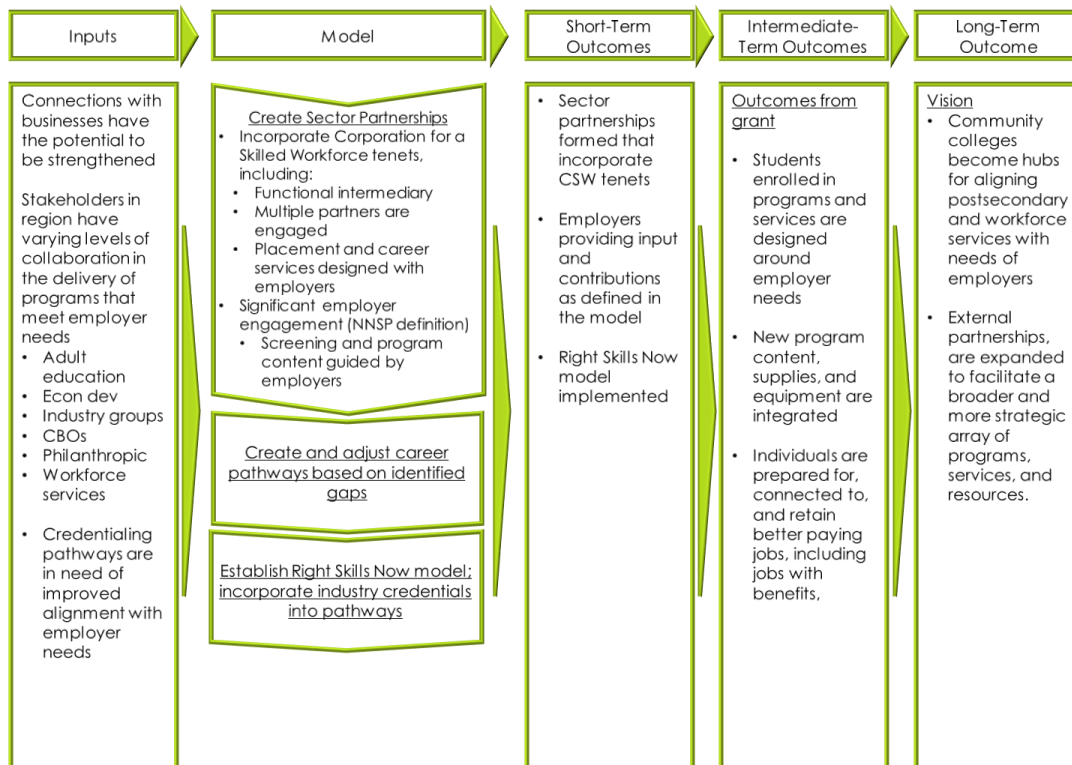 Inputs
Model
Short-Term
Outcomes
Intermediate-
Term Outcomes
Long-Term
Outcome
Connections with
businesses have
the potential to
be strengthened
Stakeholders in
region have
varying levels of
collaboration in
the delivery of
programs that
meet employer
needs
• Adult
education
• Econ dev
• Industry groups
• CBOs
• Philanthropic
• Workforce
services
• Credentialing
pathways are
in need of
improved
alignment with
employer
needs
Create Sector Partnerships
• Incorporate Corporation for a
Skilled Workforce tenets,
including:
• Functional intermediary
• Multiple partners are
engaged
• Placement and career
services designed with
employers
• Significant employer
engagement (NNSP definition)
• Screening and program
content guided by
employers
Create and adjust career
pathways based on identified
gaps
Establish Right Skills Now model;
incorporate industry credentials
into pathways
• Sector
partnerships
formed that
incorporate
CSW tenets
• Employers
providing input
and
contributions
as defined in
the model
• Right Skills Now
model
implemented
Outcomes from
grant
• Students
enrolled in
programs and
services are
designed
around
employer
needs
• New program
content,
supplies, and
equipment are
integrated
• Individuals are
prepared for,
connected to,
and retain
better paying
jobs, including
jobs with
benefits,
Vision
• Community
colleges
become hubs
for aligning
postsecondary
and workforce
services with
needs of
employers
• External
partnerships,
are expanded
to facilitate a
broader and
more strategic
array of
programs,
services, and
resources.